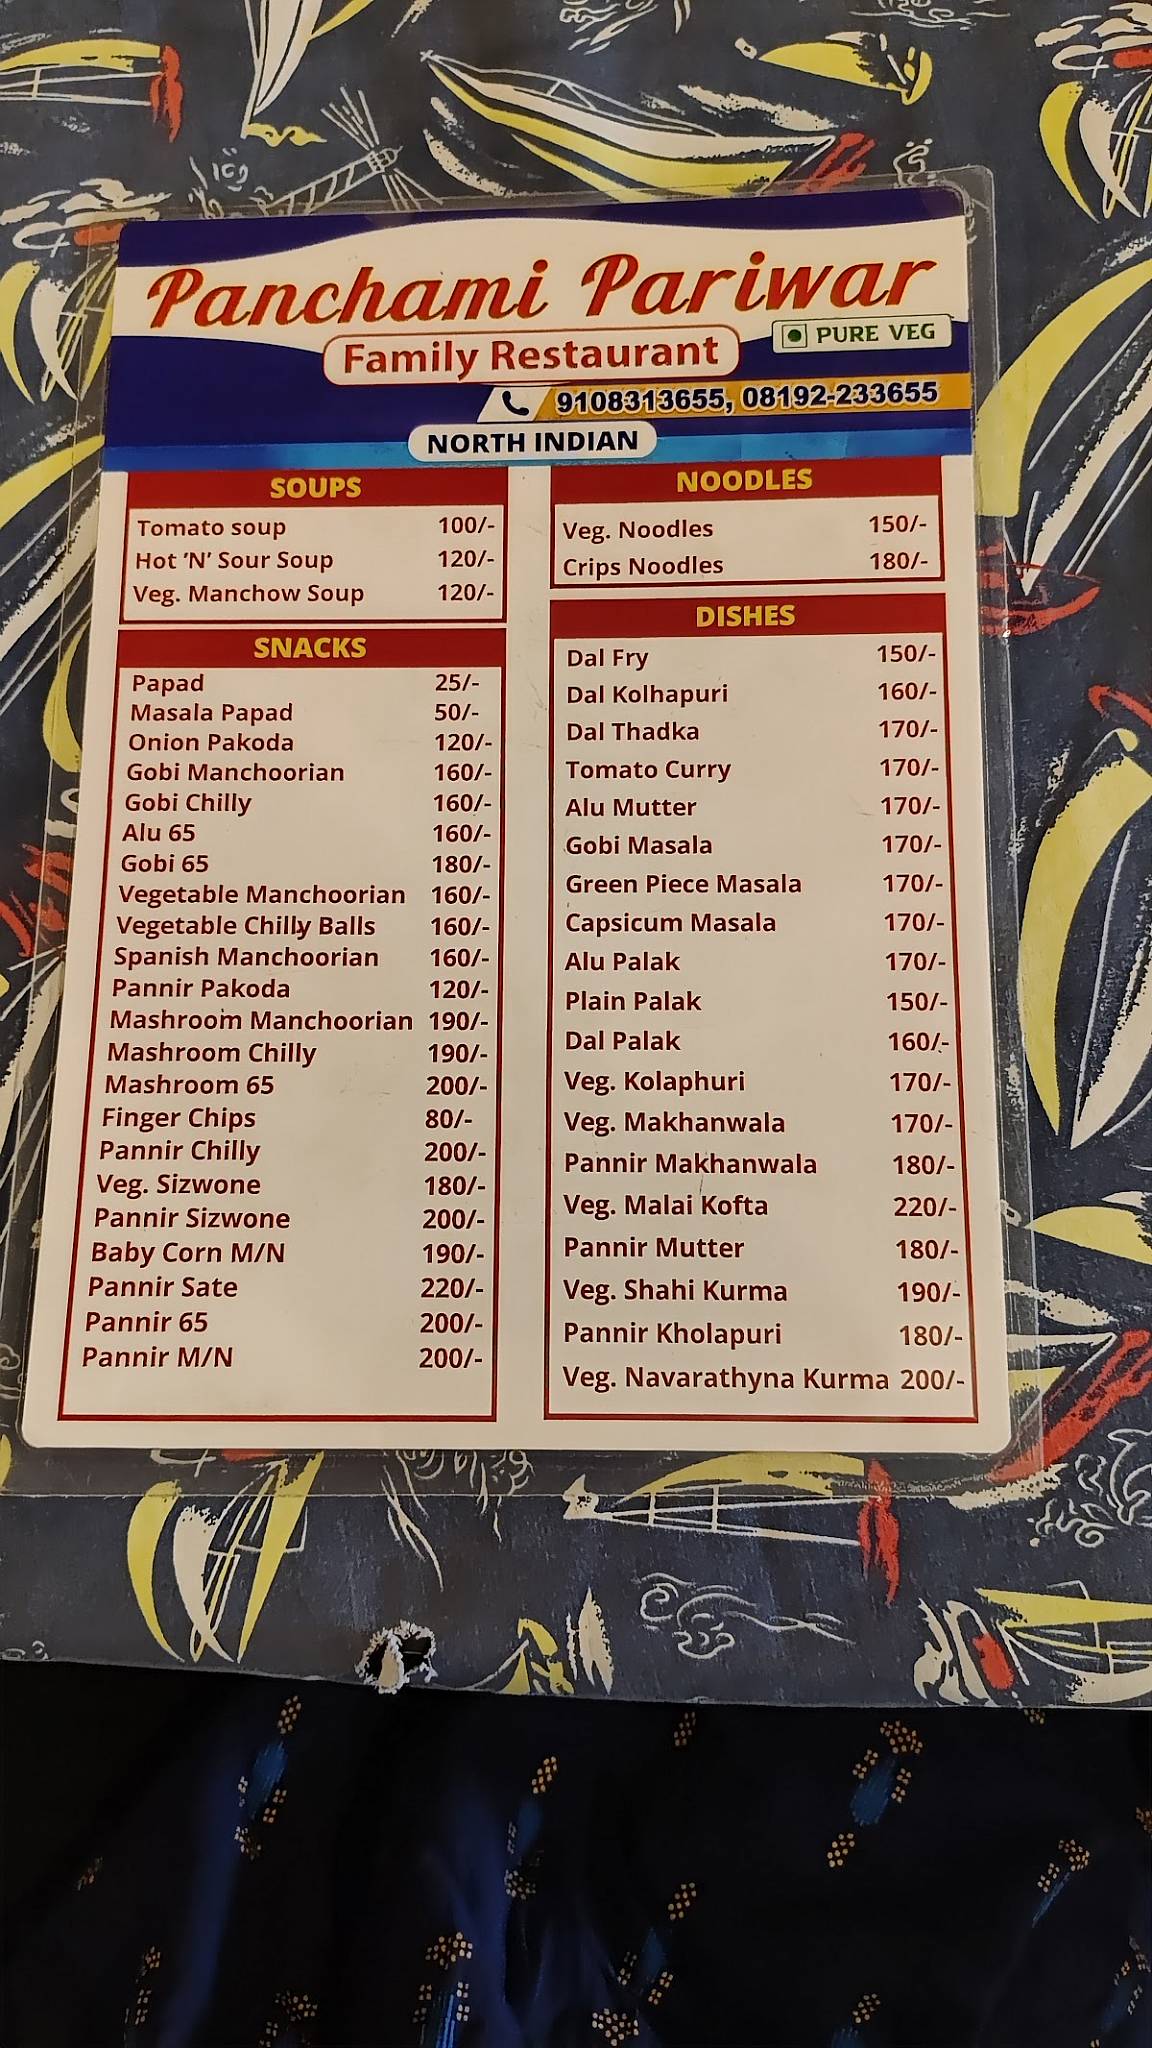 Panchami Pariwar
PURE VEG
Family Restaurant
9108313655, 08192-233655
NORTH INDIAN
SOUPS
Tomato soup 100/-
Hot 'N' Sour Soup 120/-
Veg. Manchow Soup 120/-
SNACKS
Papad 25/-
Masala Papad 50/-
Onion Pakoda 120/-
Gobi Manchoorian 160/-
Gobi Chilly 160/-
Alu 65 160/-
Gobi 65 180/-
Vegetable Manchoorian 160/-
Vegetable Chilly Balls 160/-
Spanish Manchoorian 160/-
Pannir Pakoda 120/-
Mashroom Manchoorian 190/-
Mashroom Chilly 190/-
Mashroom 65 200/-
Finger Chips 80/-
Pannir Chilly 200/-
Veg. Sizwone 180/-
Pannir Sizwone 200/-
Baby Corn M/N 190/-
Pannir Sate 220/-
Pannir 65 200/-
Pannir M/N 200/-
NOODLES
Veg. Noodles 150/-
Crips Noodles 180/-
DISHES
Dal Fry 150/-
Dal Kolhapuri 160/-
Dal Thadka 170/-
Tomato Curry 170/-
Alu Mutter 170/-
Gobi Masala 170/-
Green Piece Masala 170/-
Capsicum Masala 170/-
Alu Palak 170/-
Plain Palak 150/-
Dal Palak 160/-
Veg. Kolaphuri 170/-
Veg. Makhanwala 170/-
Pannir Makhanwala 180/-
Veg. Malai Kofta 220/-
Pannir Mutter 180/-
Veg. Shahi Kurma 190/-
Pannir Kholapuri 180/-
Veg. Navarathyna Kurma 200/-